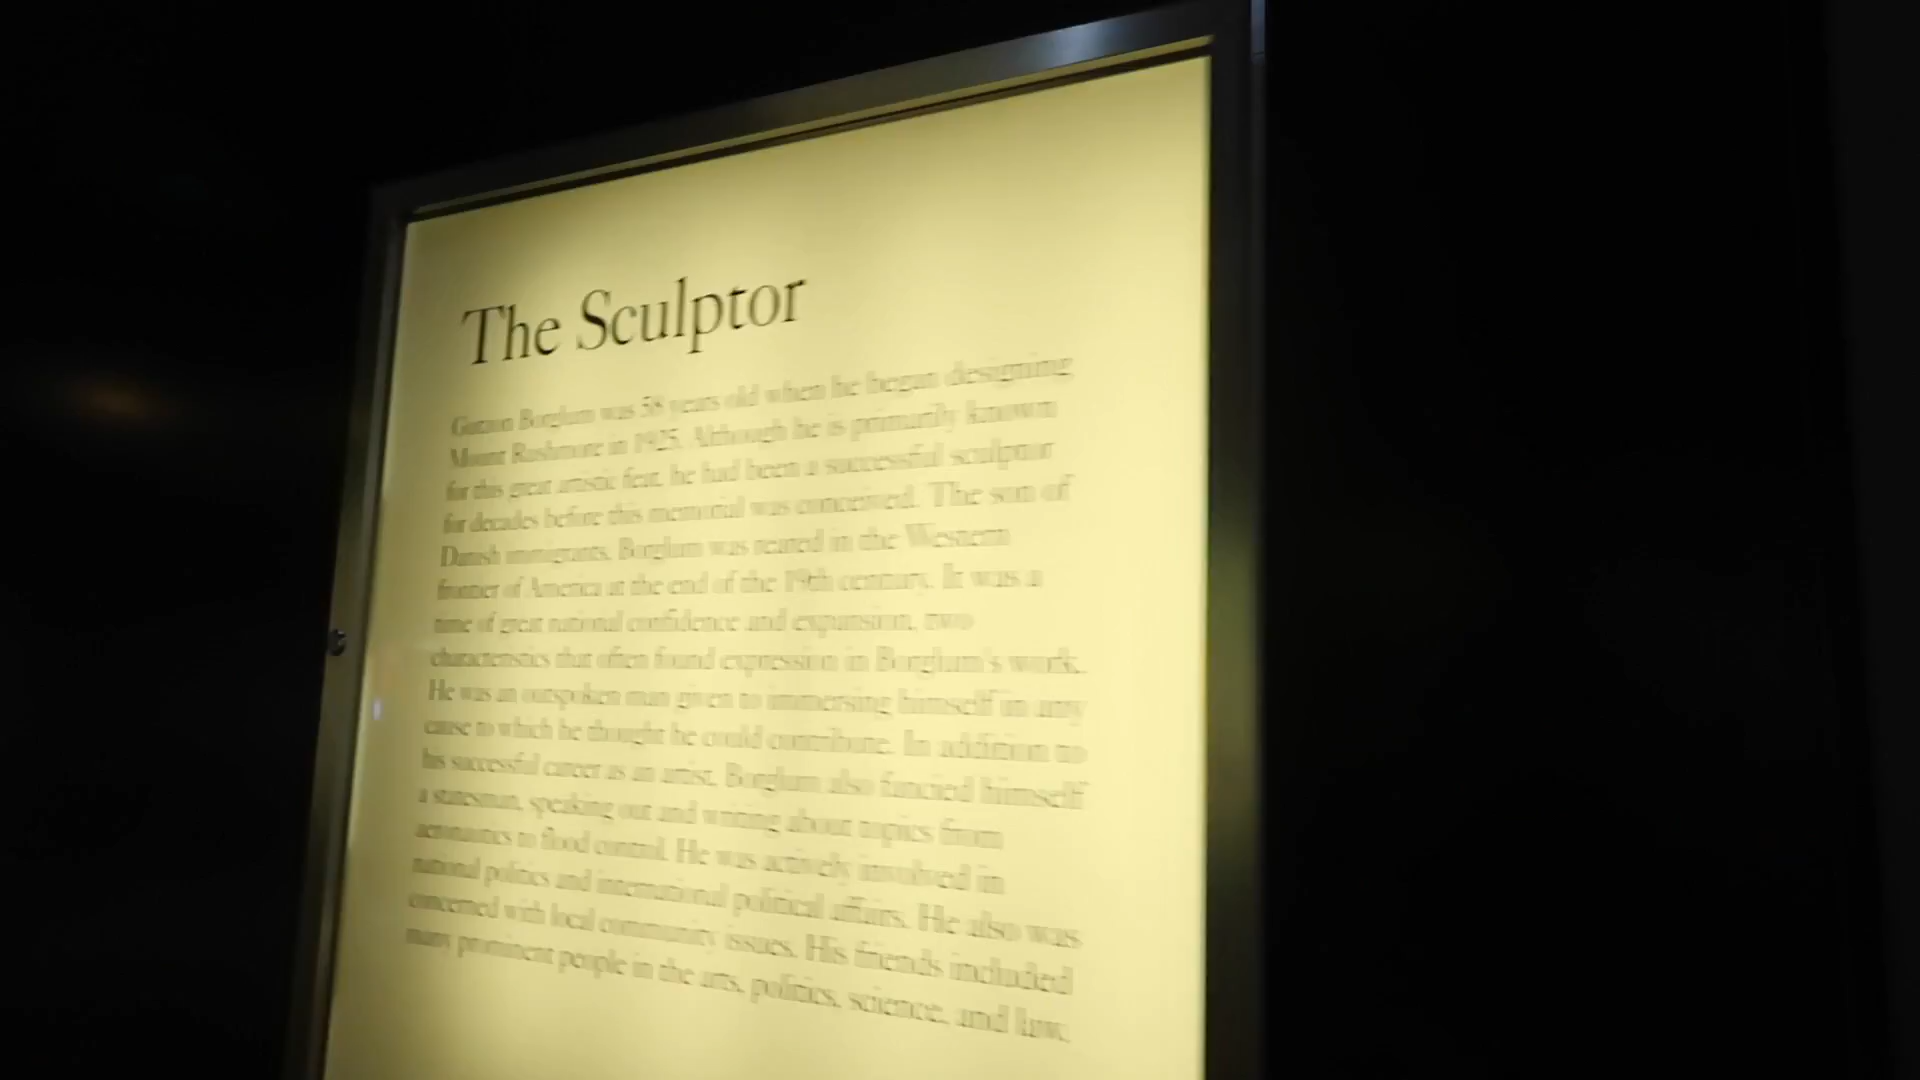 The Sculptor
Gutzon Borglum was 58 years old when he began designing
Mount Rushmore in 1925. Although he is primarily known
for this great artistic feat, he had been a successful sculptor
for decades before this memorial was conceived. The son of
Danish immigrants, Borglum was reared in the Western
frontier of America at the end of the 19th century. It was a
time of great national confidence and expansion, two
characteristics that often found expression in Borglum's work.
He was an outspoken man given to immersing himself in any
cause to which he thought he could contribute. In addition to
his successful career as an artist, Borglum also fancied himself
a statesman, speaking out and writing about topics from
aeronautics to flood control. He was actively involved in
national politics and international political affairs. He also was
concerned with local community issues. His friends included
many prominent people in the arts, politics, science, and law.